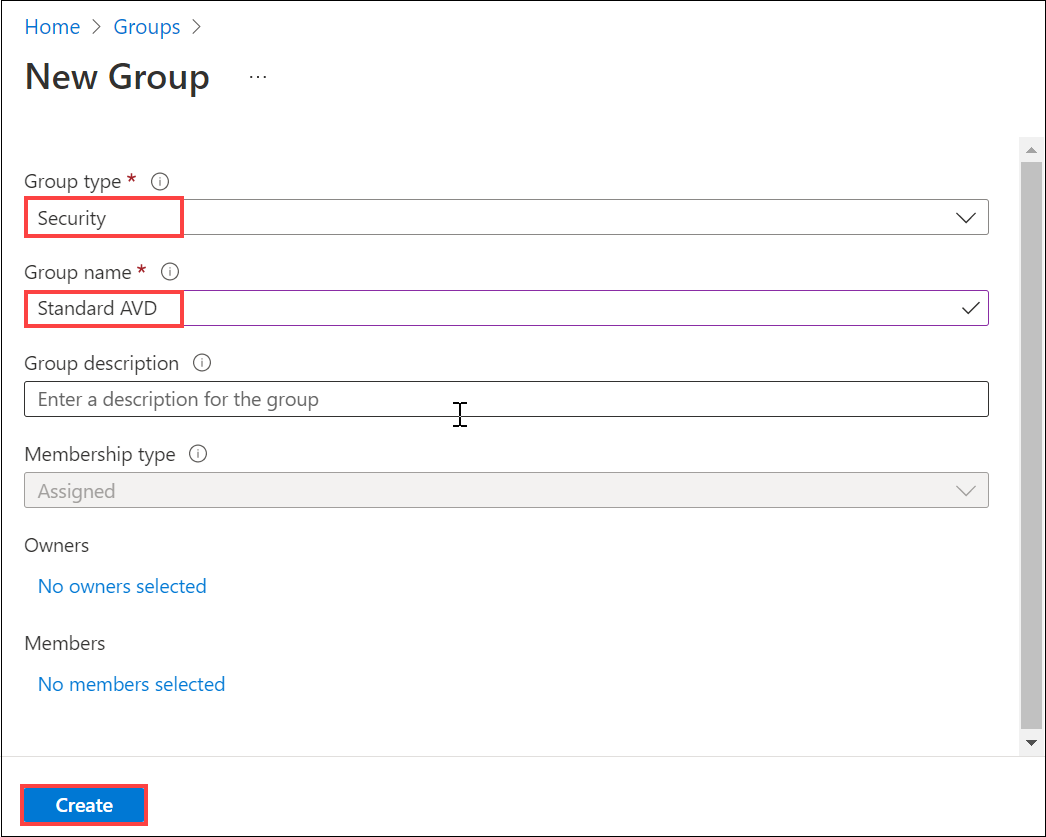 Home > Groups >
New Group ...
Group type *
Security
Group name *
Standard AVD
Group description
Enter a description for the group
Membership type
Assigned
Owners
No owners selected
Members
No members selected
Create